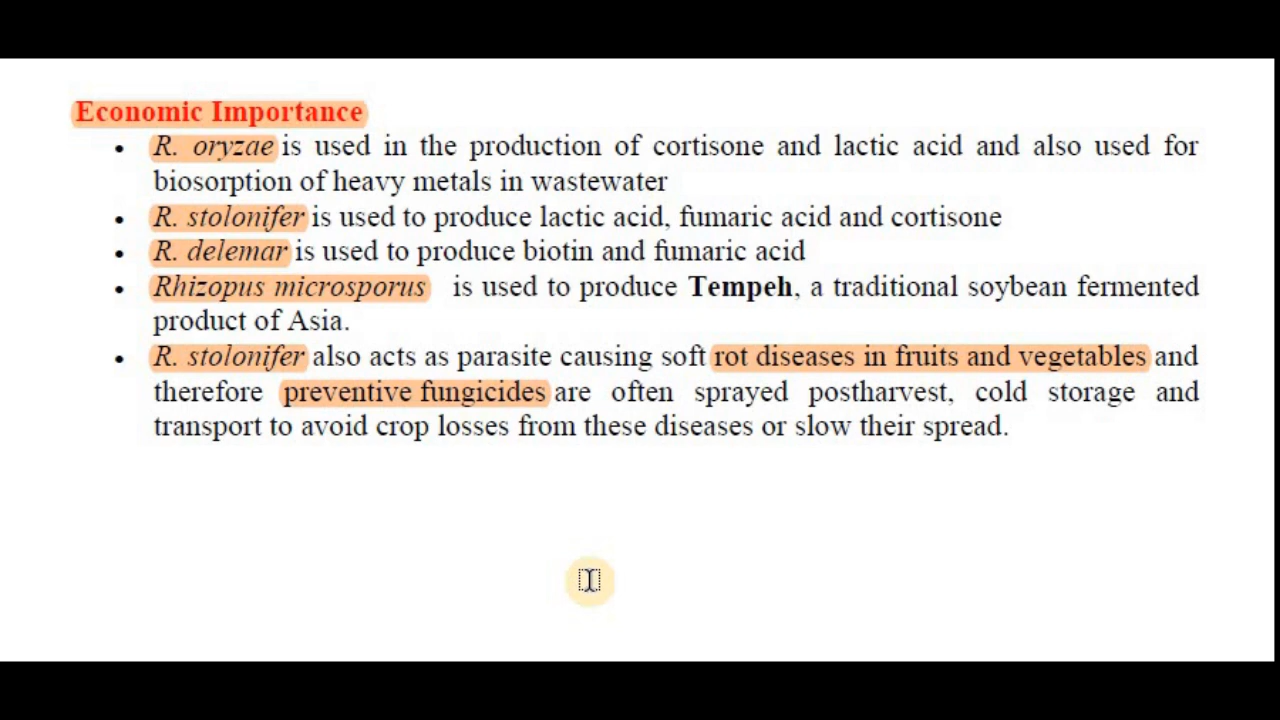 Economic Importance
• R. oryzae is used in the production of cortisone and lactic acid and also used for
biosorption of heavy metals in wastewater
• R. stolonifer is used to produce lactic acid, fumaric acid and cortisone
• R. delemar is used to produce biotin and fumaric acid
• Rhizopus microsporus is used to produce Tempeh, a traditional soybean fermented
product of Asia.
• R. stolonifer also acts as parasite causing soft rot diseases in fruits and vegetables and
therefore preventive fungicides are often sprayed postharvest, cold storage and
transport to avoid crop losses from these diseases or slow their spread.